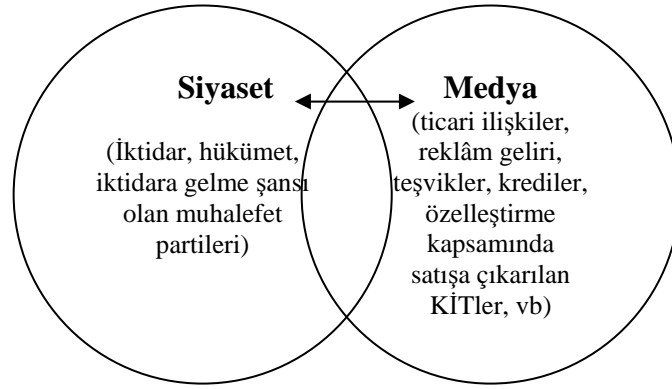 Siyaset
(İktidar, hükümet,
iktidara gelme şansı
olan muhalefet
partileri)
Medya
(ticari ilişkiler,
reklâm geliri,
teşvikler, krediler,
özelleştirme
kapsamında
satışa çıkarılan
KİTler, vb)